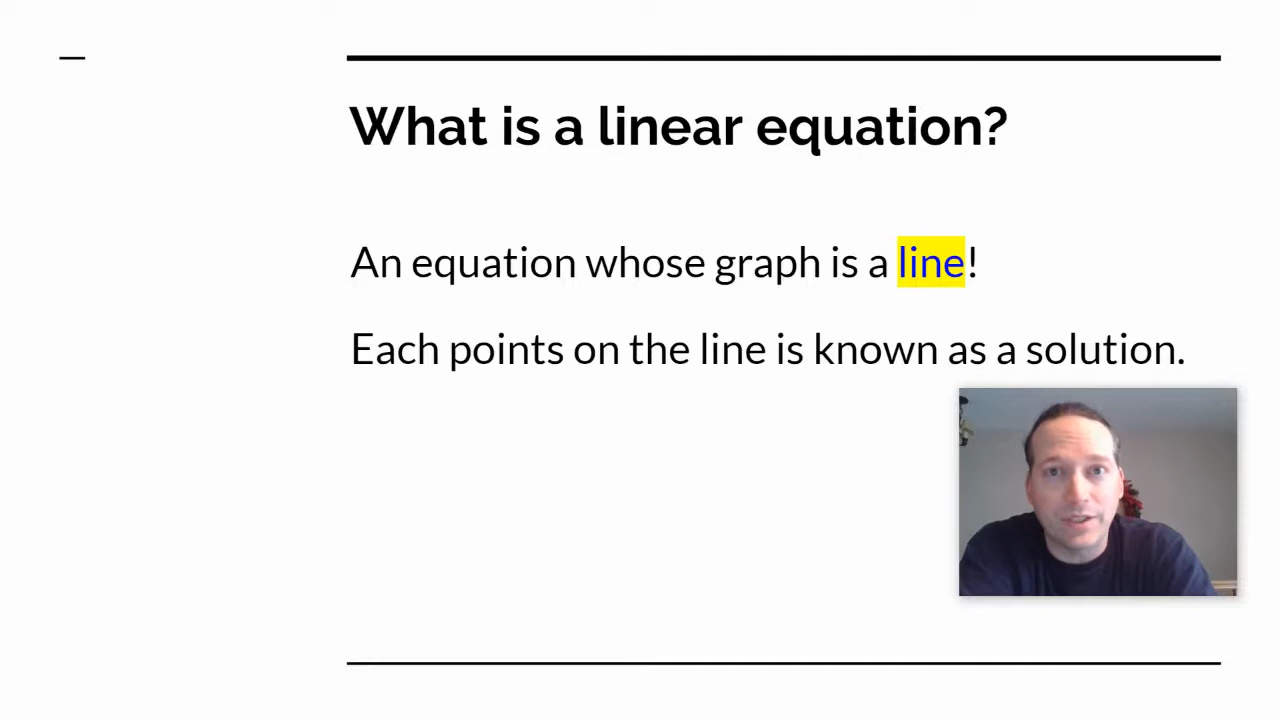 What is a linear equation?
An equation whose graph is a line!
Each points on the line is known as a solution.